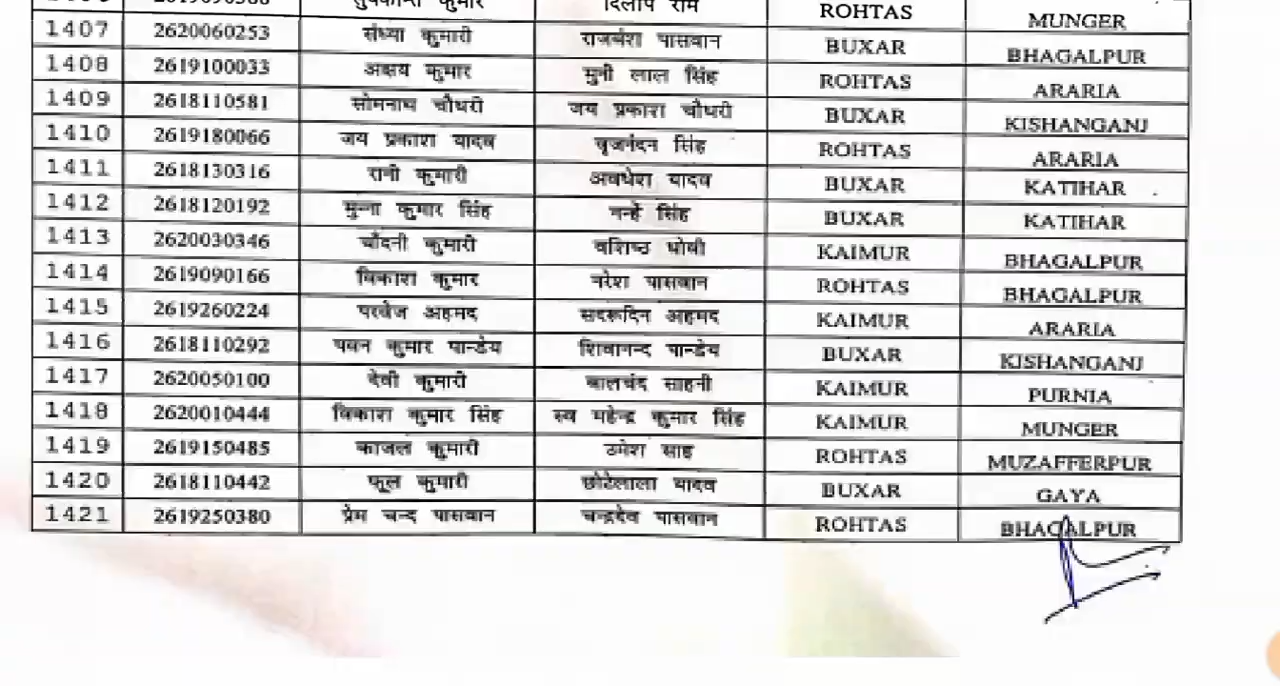 ROHTAS MUNGER
1407 2620060253 संध्या कुमारी राजबंश पासवान BUXAR BHAGALPUR
1408 2619100033 अक्षय कुमार मुनी लाल सिंह ROHTAS ARARIA
1409 2618110581 सोमनाथ चौधरी जय प्रकाश चौधरी BUXAR KISHANGANJ
1410 2619180066 जय प्रकाश यादव बृजनंदन सिंह ROHTAS ARARIA
1411 2618130316 रानी कुमारी अवधेश यादव BUXAR KATIHAR
1412 2618120192 मुन्ना कुमार सिंह नन्हें सिंह BUXAR KATIHAR
1413 2620030346 चाँदनी कुमारी वशिष्ठ धोबी KAIMUR BHAGALPUR
1414 2619090166 विकाश कुमार नरेश पासवान ROHTAS BHAGALPUR
1415 2619260224 परवेज अहमद सदरूदिन अहमद KAIMUR ARARIA
1416 2618110292 पवन कुमार पान्डेय शिवानन्द पान्डेय BUXAR KISHANGANJ
1417 2620050100 देवी कुमारी बालचंद साहनी KAIMUR PURNIA
1418 2620010444 विकाश कुमार सिंह स्व महेन्द्र कुमार सिंह KAIMUR MUNGER
1419 2619150485 काजल कुमारी उमेश साह ROHTAS MUZAFFERPUR
1420 2618110442 फूल कुमारी छोटेलाला यादव BUXAR GAYA
1421 2619250380 प्रेम चन्द पासवान चन्द्रदेव पासवान ROHTAS BHAGALPUR